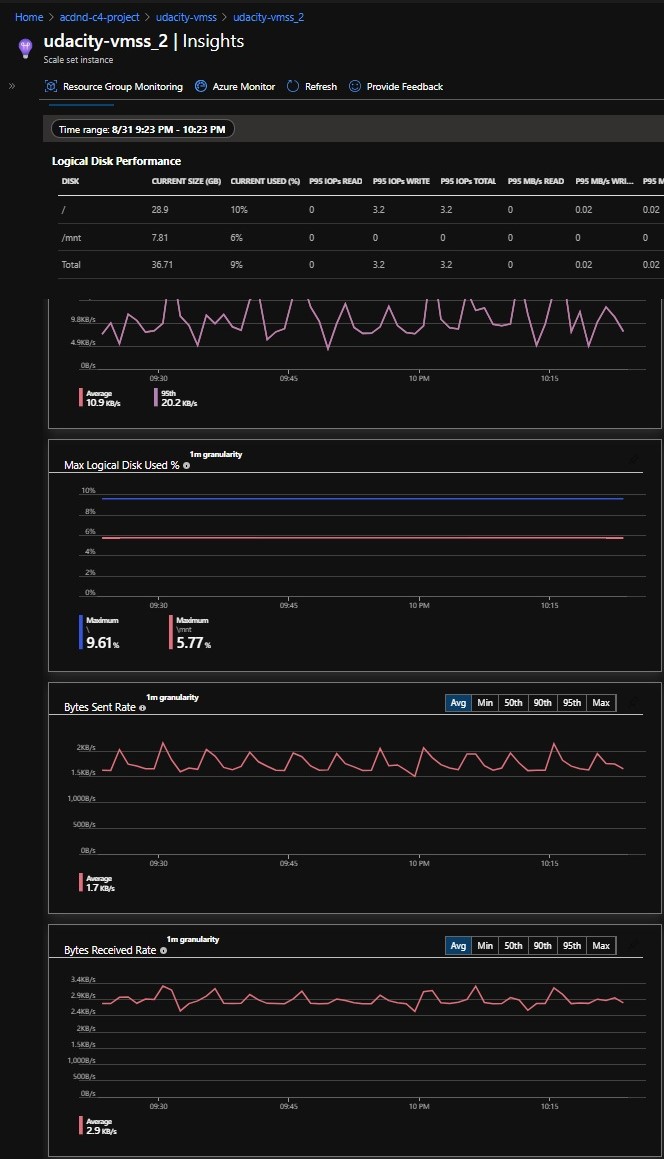 Home > acdnd-c4-project > udacity-vmss > udacity-vmss_2
udacity-vmss_2 | Insights
Scale set instance
» Resource Group Monitoring Azure Monitor Refresh Provide Feedback
Time range: 8/31 9:23 PM - 10:23 PM
Logical Disk Performance
DISK CURRENT SIZE (GB) CURRENT USED (%) P95 IOPs READ P95 IOPs WRITE P95 IOPs TOTAL P95 MB/s READ P95 MB/s WRI... P95 M
/ 28.9 10% 0 3.2 3.2 0 0.02 0.02
/mnt 7.81 6% 0 0 0 0 0 0
Total 36.71 9% 0 3.2 3.2 0 0.02 0.02
9.8KB/s
4.9KB/s
0B/s
09:30 09:45 10 PM 10:15
Average 95th
10.9 KB/s 20.2 KB/s
1m granularity
Max Logical Disk Used %
10%
8%
6%
4%
2%
0%
09:30 09:45 10 PM 10:15
Maximum Maximum
\ \mnt
9.61 % 5.77 %
1m granularity
Bytes Sent Rate Avg Min 50th 90th 95th Max
2KB/s
1.5KB/s
1,000B/s
500B/s
0B/s
09:30 09:45 10 PM 10:15
Average
1.7 KB/s
1m granularity
Bytes Received Rate Avg Min 50th 90th 95th Max
3.4KB/s
2.9KB/s
2.4KB/s
2KB/s
1.5KB/s
1,000B/s
500B/s
0B/s
09:30 09:45 10 PM 10:15
Average
2.9 KB/s